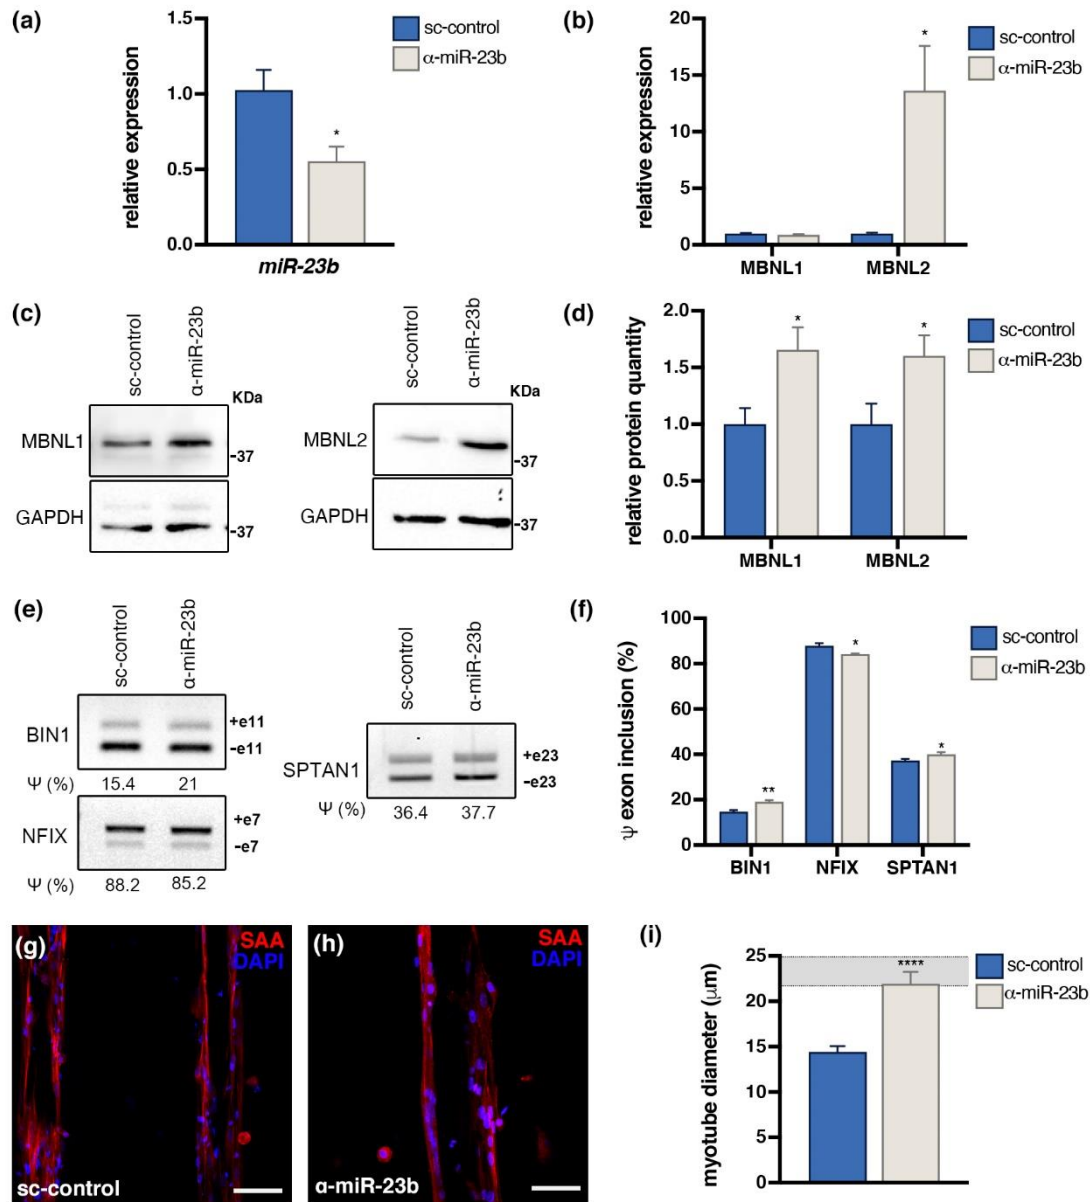 (a)
1.5
1.0
0.5
0.0
relative expression
*
miR-23b
sc-control
α-miR-23b
(b)
20
15
10
5
0
relative expression
*
MBNL1 MBNL2
sc-control
α-miR-23b
(c)
sc-control α-miR-23b
KDa
MBNL1
-37
GAPDH
-37
sc-control α-miR-23b
KDa
MBNL2
-37
GAPDH
-37
(d)
2.0
1.5
1.0
0.5
0.0
relative protein quantity
* *
MBNL1 MBNL2
sc-control
α-miR-23b
(e)
sc-control α-miR-23b
BIN1
+e11
-e11
Ψ (%) 15.4 21
NFIX
+e7
-e7
Ψ (%) 88.2 85.2
sc-control α-miR-23b
SPTAN1
+e23
-e23
Ψ (%) 36.4 37.7
(f)
100
80
60
40
20
0
ψ exon inclusion (%)
** * *
BIN1 NFIX SPTAN1
sc-control
α-miR-23b
(g)
SAA
DAPI
sc-control
(h)
SAA
DAPI
α-miR-23b
(i)
25
20
15
10
5
0
myotube diameter (μm)
****
sc-control
α-miR-23b